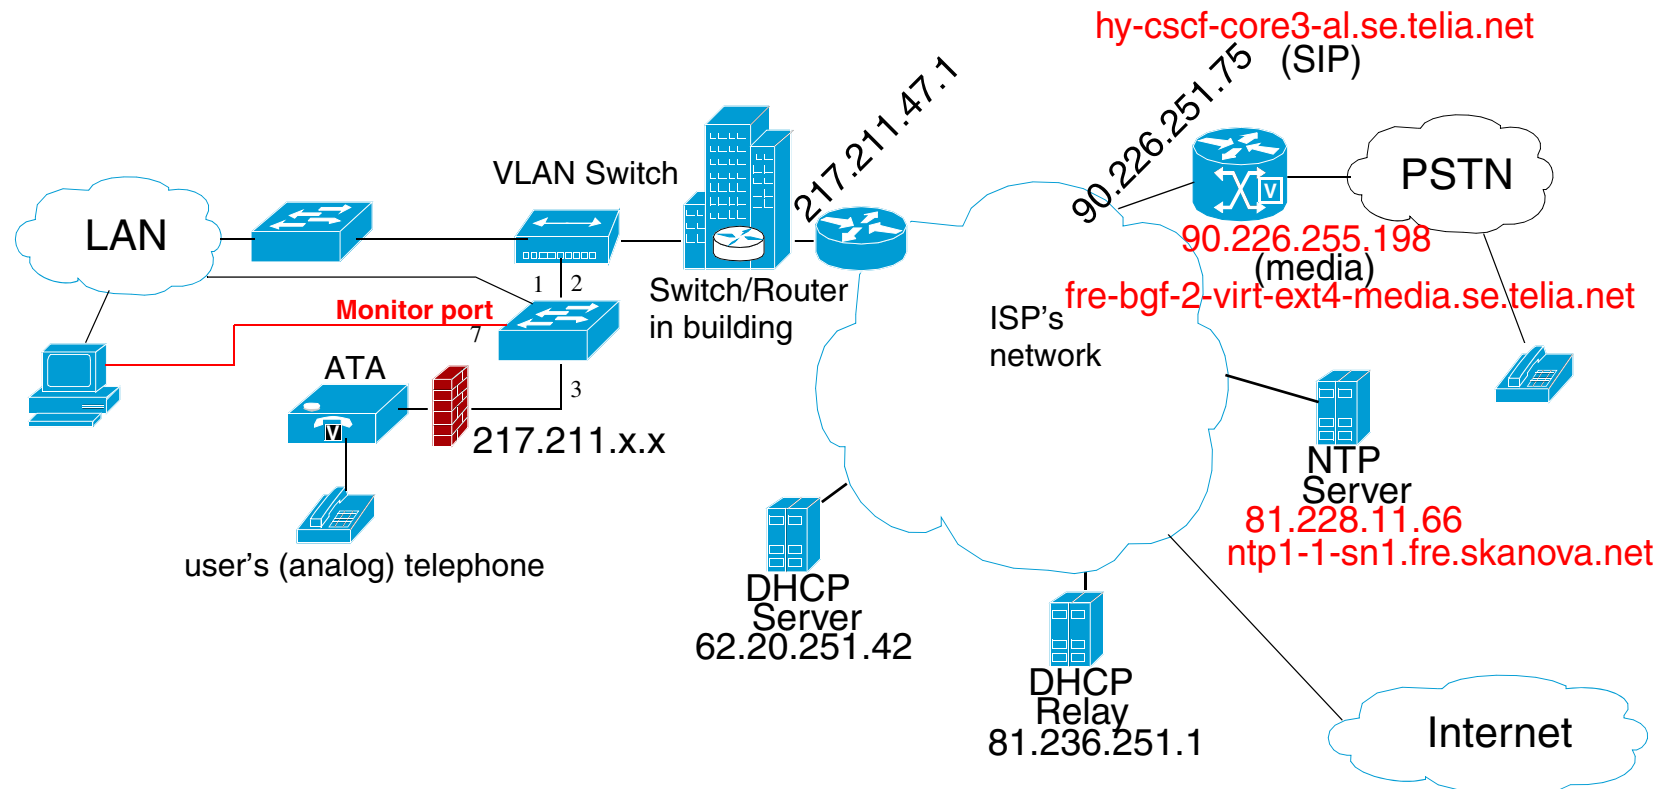 hy-cscf-core3-al.se.telia.net
(SIP)
90.226.251.75
217.211.47.1
VLAN Switch
PSTN
LAN
90.226.255.198
(media)
fre-bgf-2-virt-ext4-media.se.telia.net
1
2
Switch/Router
in building
Monitor port
7
ISP's
network
ATA
V
V
3
217.211.x.x
NTP
Server
81.228.11.66
ntp1-1-sn1.fre.skanova.net
user's (analog) telephone
DHCP
Server
62.20.251.42
DHCP
Relay
81.236.251.1
Internet